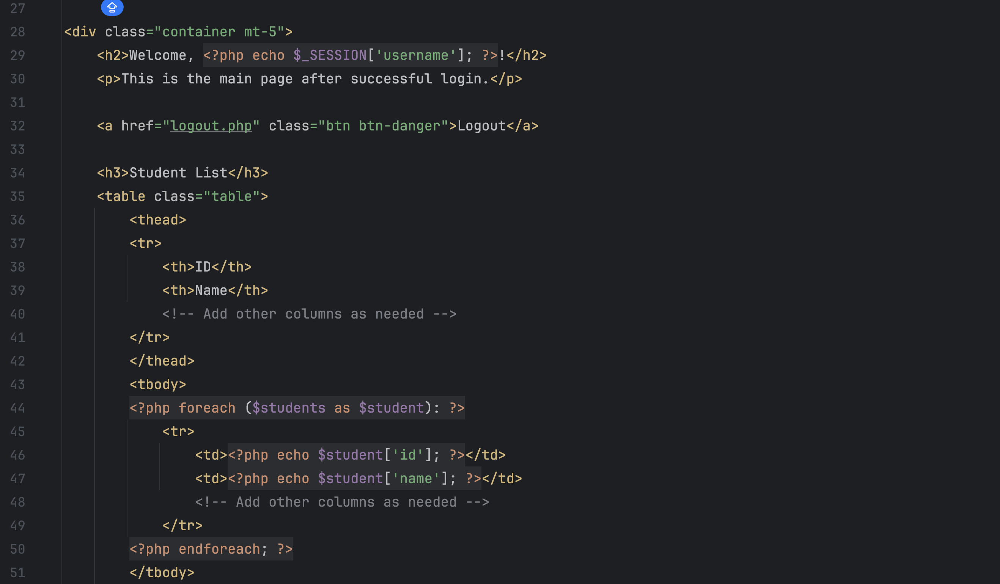 27
28 <div class="container mt-5">
29     <h2>Welcome, <?php echo $_SESSION['username']; ?>!</h2>
30     <p>This is the main page after successful login.</p>
31
32     <a href="logout.php" class="btn btn-danger">Logout</a>
33
34     <h3>Student List</h3>
35     <table class="table">
36         <thead>
37         <tr>
38             <th>ID</th>
39             <th>Name</th>
40             <!-- Add other columns as needed -->
41         </tr>
42         </thead>
43         <tbody>
44         <?php foreach ($students as $student): ?>
45             <tr>
46                 <td><?php echo $student['id']; ?></td>
47                 <td><?php echo $student['name']; ?></td>
48                 <!-- Add other columns as needed -->
49             </tr>
50         <?php endforeach; ?>
51         </tbody>